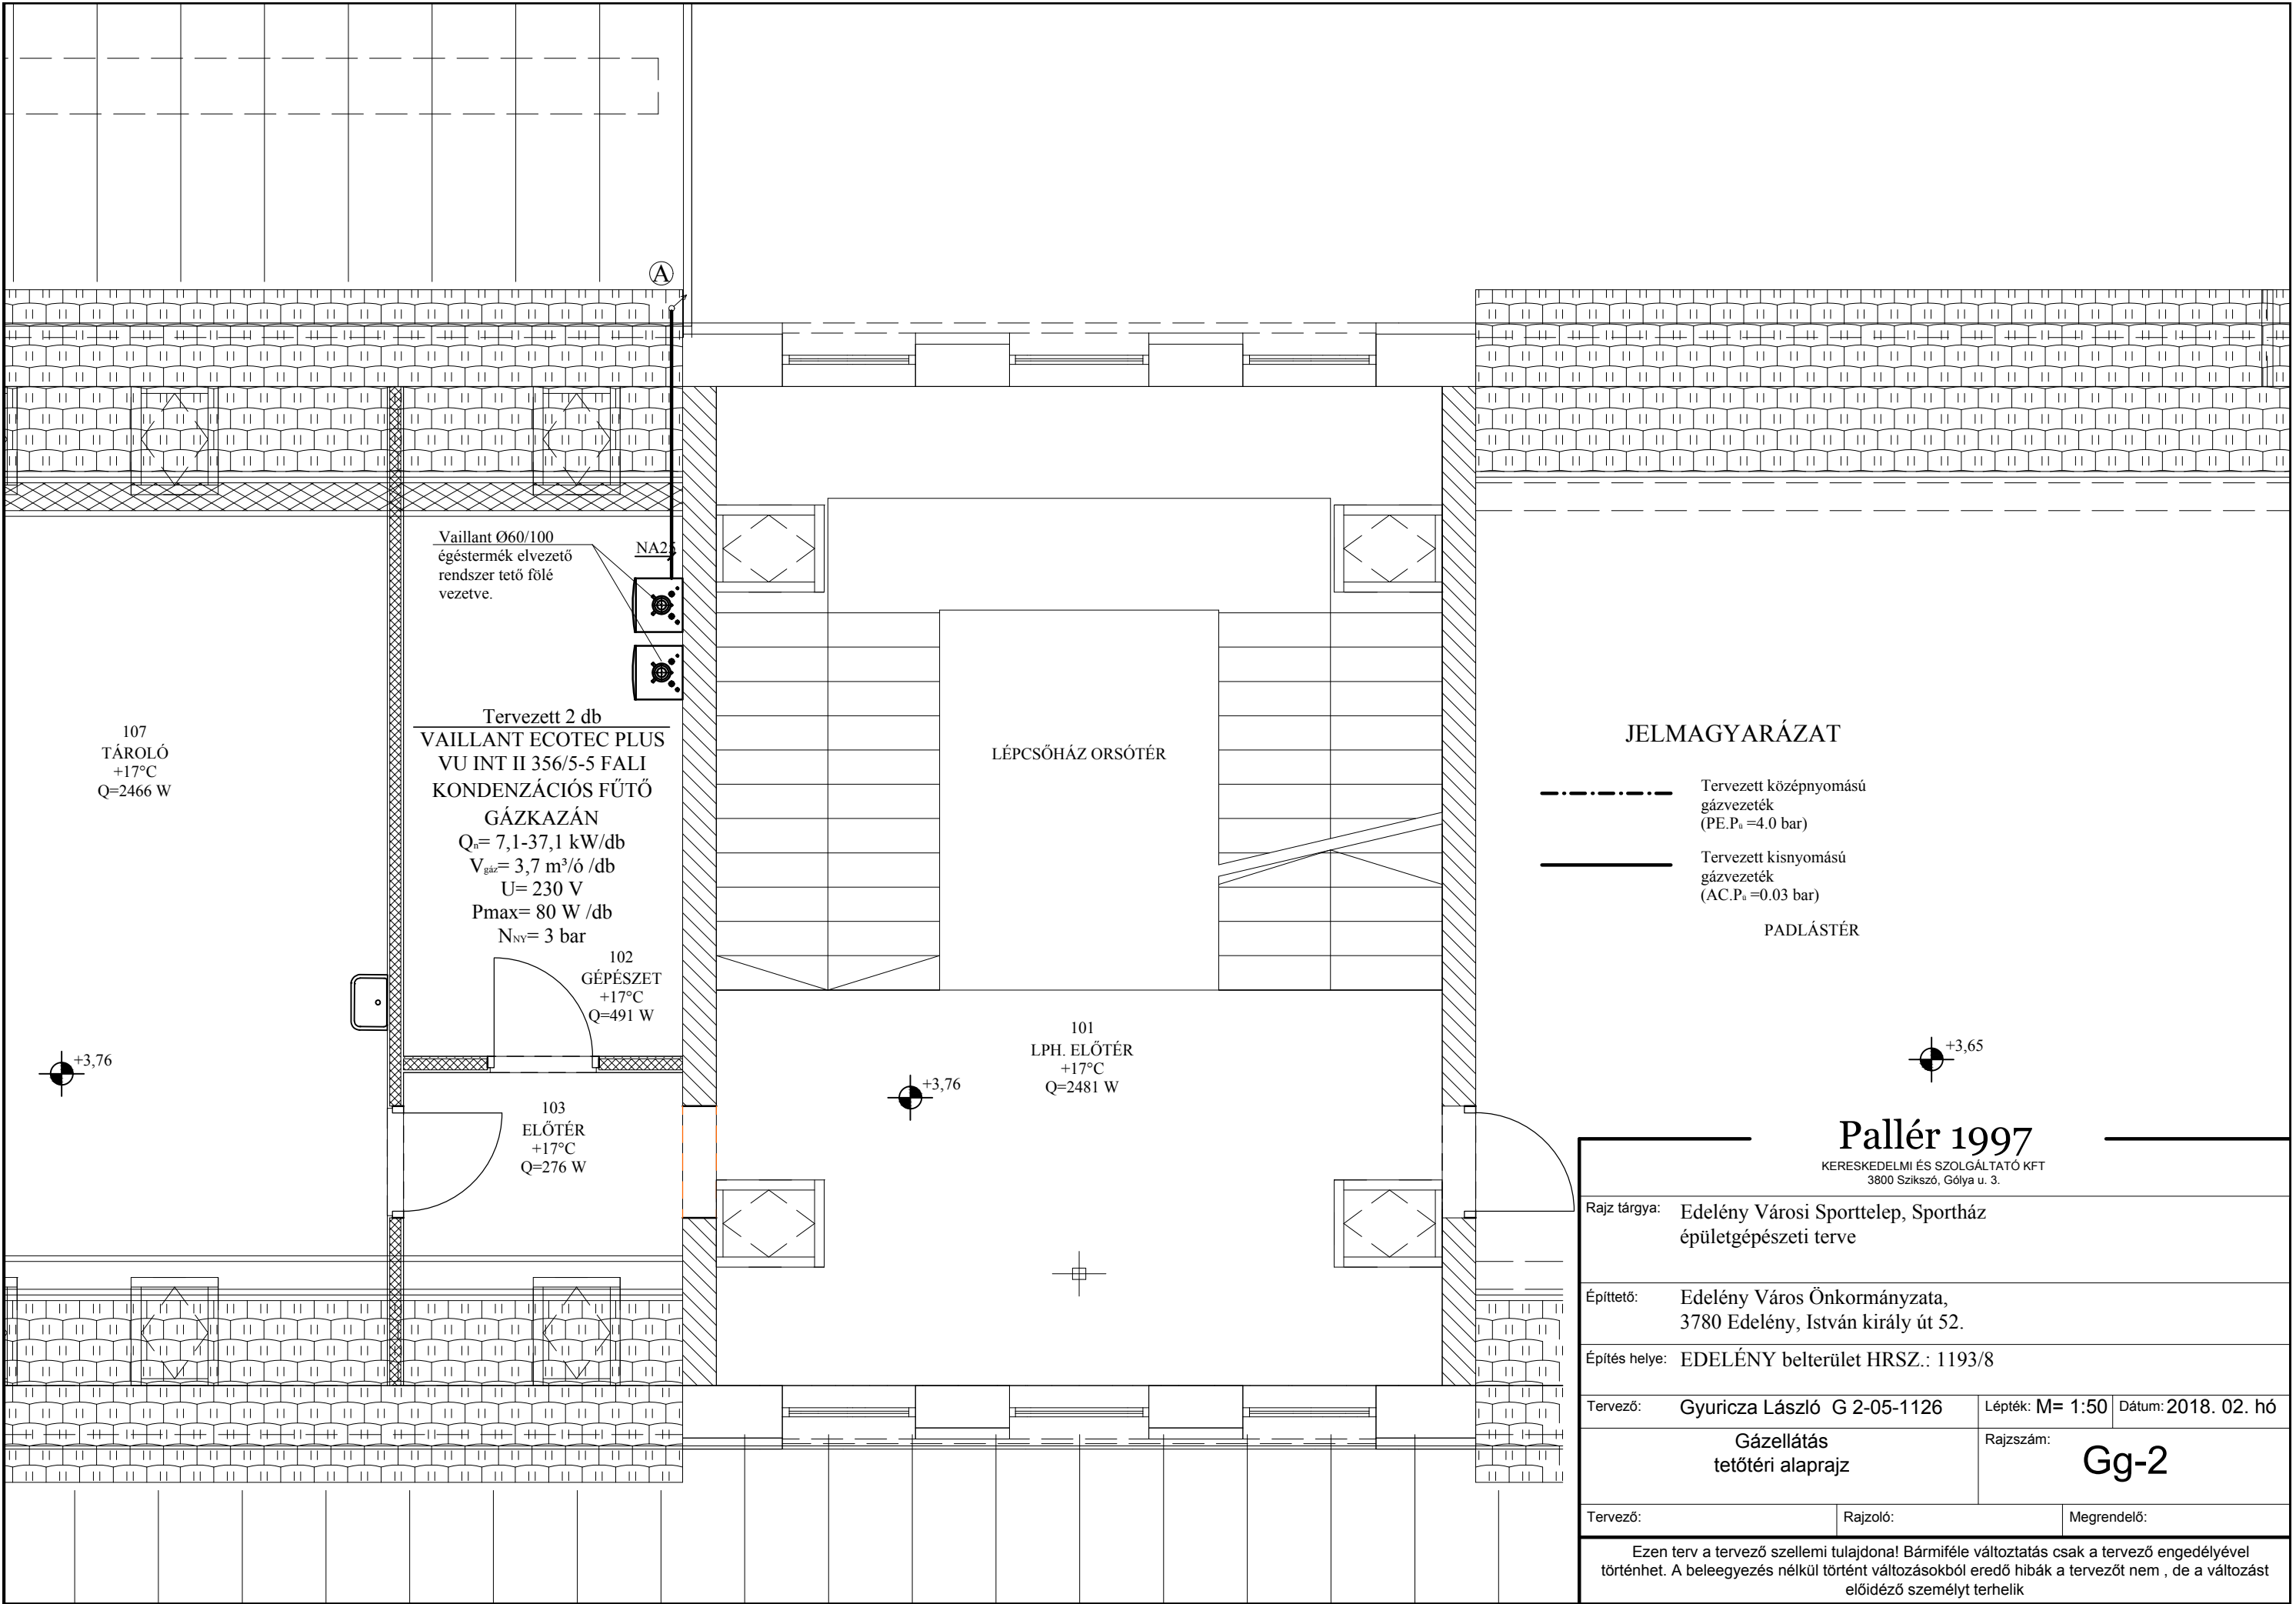 A
Vaillant Ø60/100
égéstermék elvezető
rendszer tető fölé
vezetve.
NA25
Tervezett 2 db
VAILLANT ECOTEC PLUS
VU INT II 356/5-5 FALI
KONDENZÁCIÓS FŰTŐ
GÁZKAZÁN
Qn= 7,1-37,1 kW/db
Vgáz= 3,7 m³/ó /db
U= 230 V
Pmax= 80 W /db
NNY= 3 bar
107
TÁROLÓ
+17°C
Q=2466 W
102
GÉPÉSZET
+17°C
Q=491 W
+3,76
103
ELŐTÉR
+17°C
Q=276 W
LÉPCSŐHÁZ ORSÓTÉR
101
LPH. ELŐTÉR
+17°C
Q=2481 W
+3,76
JELMAGYARÁZAT
Tervezett középnyomású
gázvezeték
(PE.Pü =4.0 bar)
Tervezett kisnyomású
gázvezeték
(AC.Pü =0.03 bar)
PADLÁSTÉR
+3,65
Pallér 1997
KERESKEDELMI ÉS SZOLGÁLTATÓ KFT
3800 Szikszó, Gólya u. 3.
Rajz tárgya: Edelény Városi Sporttelep, Sportház
épületgépészeti terve
Építtető: Edelény Város Önkormányzata,
3780 Edelény, István király út 52.
Építés helye: EDELÉNY belterület HRSZ.: 1193/8
Tervező: Gyuricza László G 2-05-1126 Lépték: M= 1:50 Dátum: 2018. 02. hó
Gázellátás
tetőtéri alaprajz
Rajzszám:
Gg-2
Tervező: Rajzoló: Megrendelő:
Ezen terv a tervező szellemi tulajdona! Bármiféle változtatás csak a tervező engedélyével
történhet. A beleegyezés nélkül történt változásokból eredő hibák a tervezőt nem , de a változást
előidéző személyt terhelik